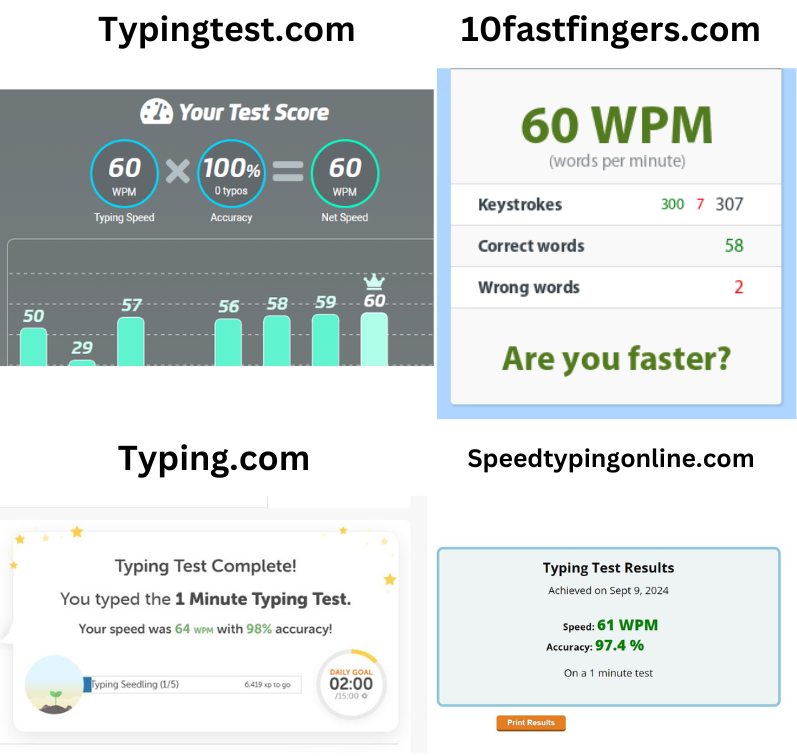 Typingtest.com
Your Test Score
60 WPM × 100% 0 typos = 60 WPM
Typing Speed Accuracy Net Speed
50 29 57 56 58 59 60
10fastfingers.com
60 WPM
(words per minute)
Keystrokes 300 7 307
Correct words 58
Wrong words 2
Are you faster?
Typing.com
Typing Test Complete!
You typed the 1 Minute Typing Test.
Your speed was 64 WPM with 98% accuracy!
Typing Seedling (1/5) 6,419 xp to go
DAILY GOAL
02:00
/15:00
Speedtypingonline.com
Typing Test Results
Achieved on Sept 9, 2024
Speed: 61 WPM
Accuracy: 97.4 %
On a 1 minute test
Print Results